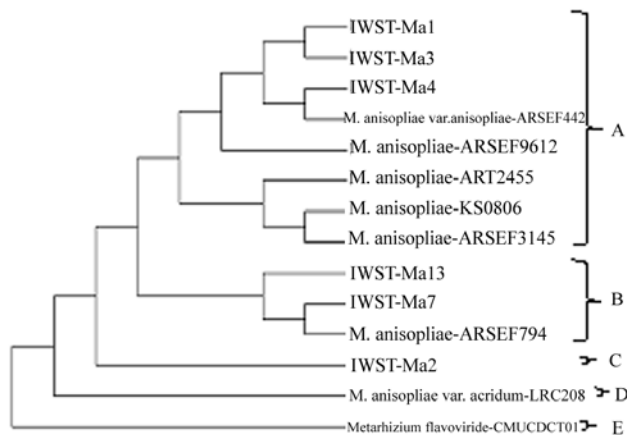 IWST-Ma1
IWST-Ma3
IWST-Ma4
M. anisopliae var.anisopliae-ARSEF442
A
M. anisopliae-ARSEF9612
M. anisopliae-ART2455
M. anisopliae-KS0806
M. anisopliae-ARSEF3145
IWST-Ma13
IWST-Ma7
B
M. anisopliae-ARSEF794
IWST-Ma2
C
M. anisopliae var. acridum-LRC208
D
Metarhizium flavoviride-CMUCDCT01
E